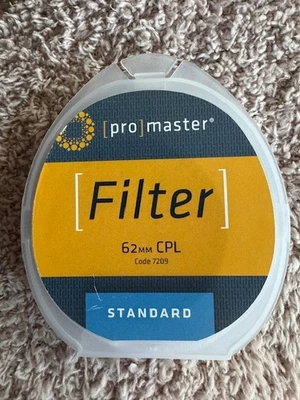 [pro]master®
[Filter]
62MM CPL
Code 7209
STANDARD